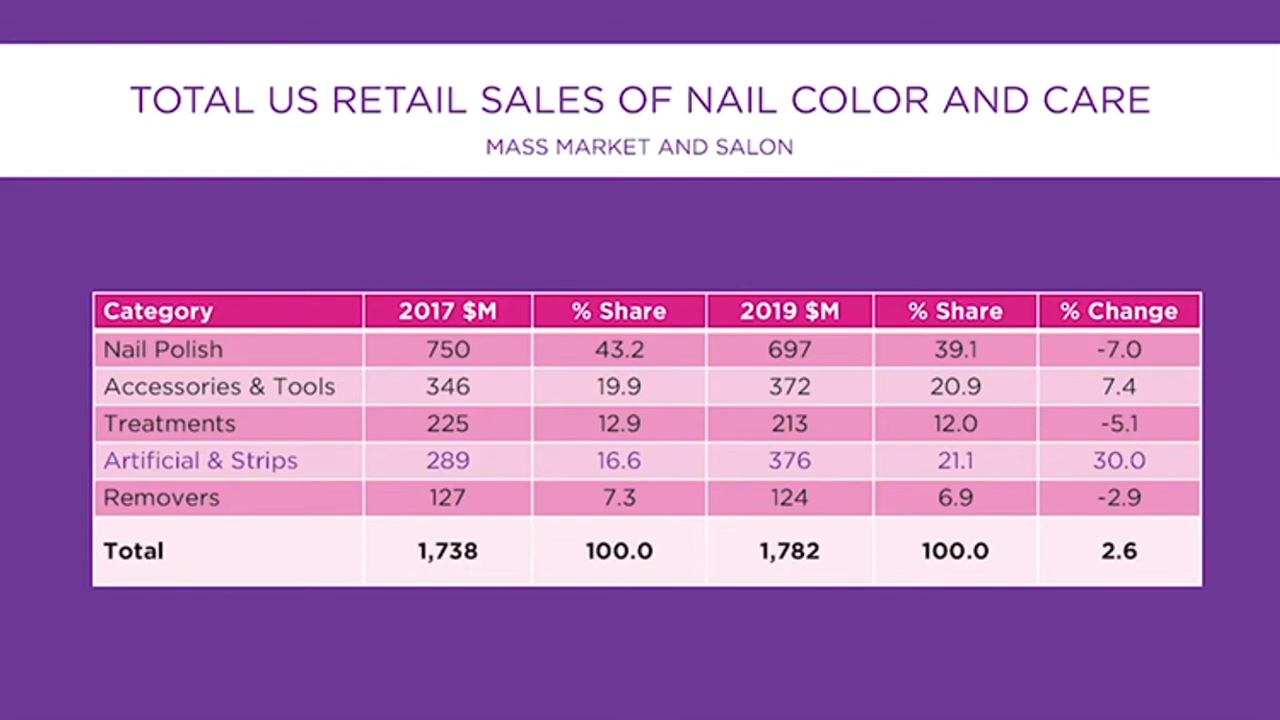 TOTAL US RETAIL SALES OF NAIL COLOR AND CARE
MASS MARKET AND SALON
Category 2017 $M % Share 2019 $M % Share % Change
Nail Polish 750 43.2 697 39.1 -7.0
Accessories & Tools 346 19.9 372 20.9 7.4
Treatments 225 12.9 213 12.0 -5.1
Artificial & Strips 289 16.6 376 21.1 30.0
Removers 127 7.3 124 6.9 -2.9
Total 1,738 100.0 1,782 100.0 2.6